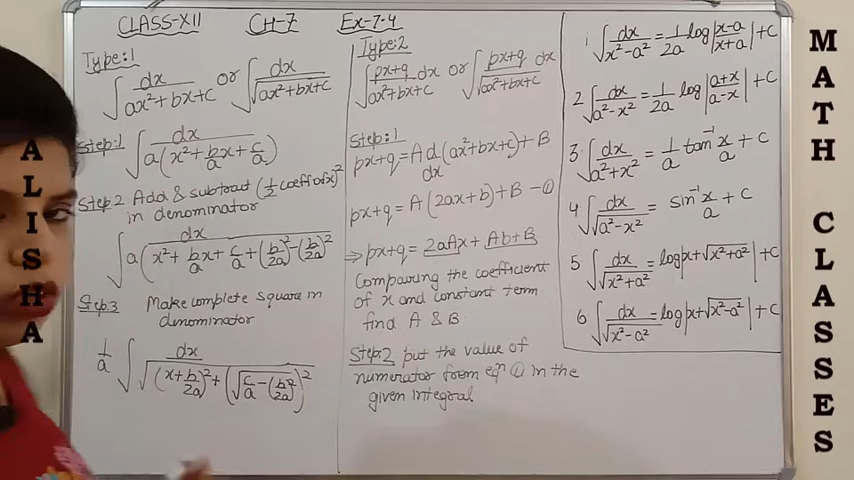 CLASS-XII CH-7 Ex-7.4
Type:1
∫ dx/(ax²+bx+c) or ∫ dx/√(ax²+bx+c)
Step:1 ∫ dx/(a(x²+b/a x+c/a))
Step 2 Add & subtract (1/2 coeff of x)²
in denominator
∫ dx/(a(x²+b/a x+c/a+(b/2a)²-(b/2a)²))
Step.3 Make complete square in
denominator
1/a ∫ dx/√((x+b/2a)²+(√(c/a-(b/2a)²))²)
Type:2
∫ (px+q)/(ax²+bx+c) dx or ∫ (px+q)/√(ax²+bx+c) dx
Step:1
px+q = A d/dx (ax²+bx+c)+B
px+q = A(2ax+b)+B -①
⇒ px+q = 2aAx+Ab+B
Comparing the coefficient
of x and constant term
find A & B.
Step:2 put the value of
numerator from eqⁿ ① in the
given integral
1 ∫ dx/(x²-a²) = 1/2a log|(x-a)/(x+a)|+C
2 ∫ dx/(a²-x²) = 1/2a log|(a+x)/(a-x)|+C
3. ∫ dx/(a²+x²) = 1/a tan⁻¹ x/a + C
4 ∫ dx/√(a²-x²) = sin⁻¹ x/a + C
5 ∫ dx/√(x²+a²) = log|x+√(x²+a²)|+C
6 ∫ dx/√(x²-a²) = log|x+√(x²-a²)|+C
ALISHA
MATH CLASSES